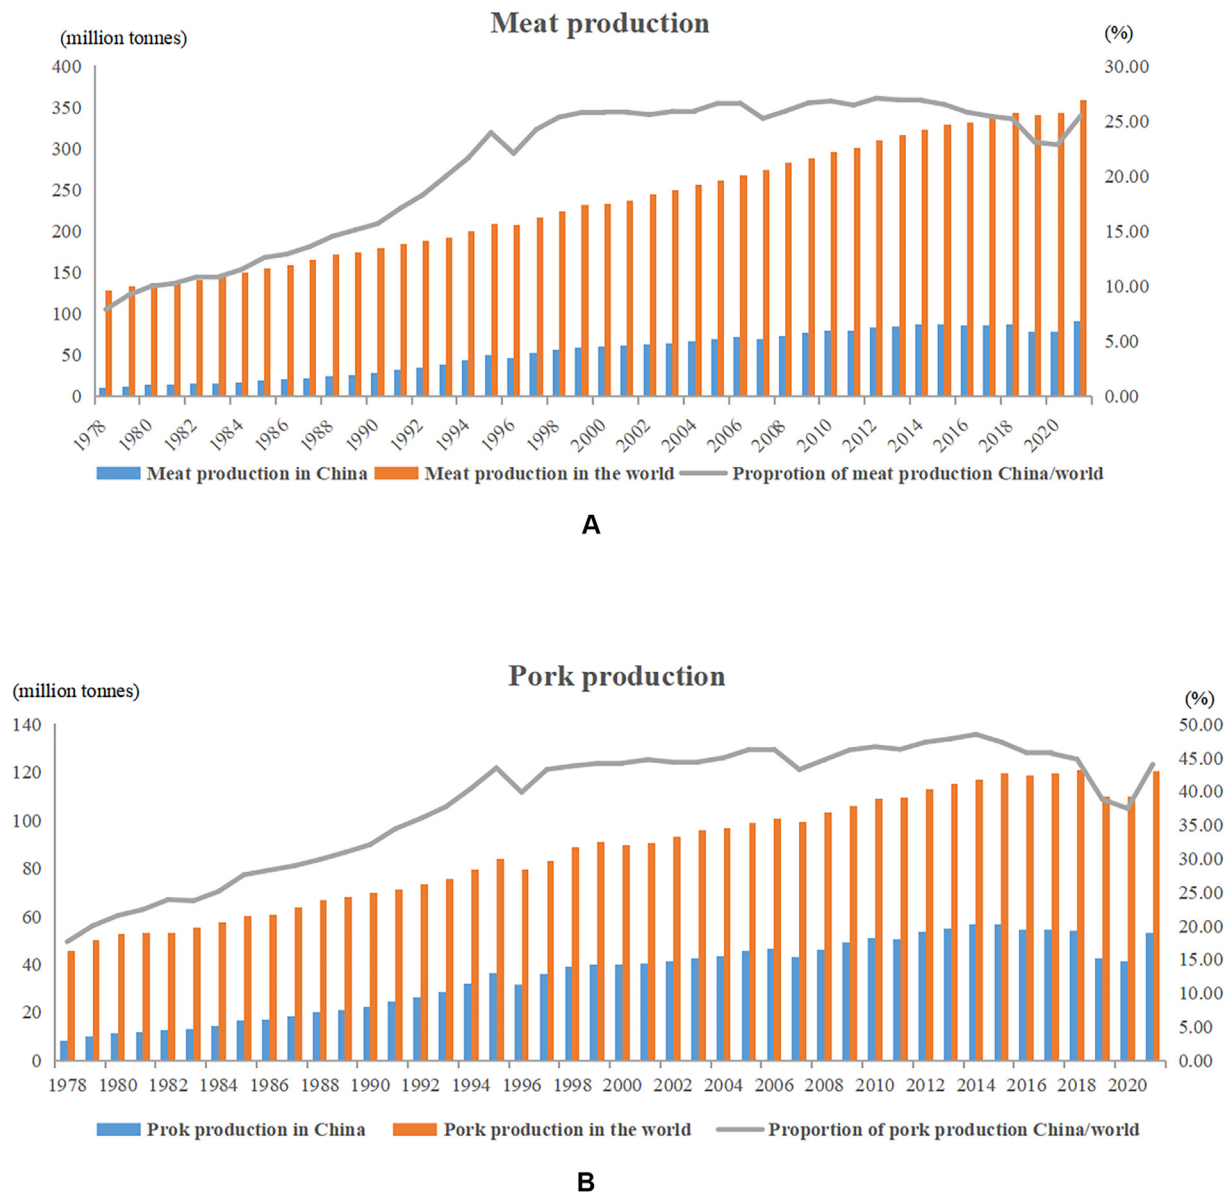 Meat production
(million tonnes) (%)
400 30.00
350 25.00
300 20.00
250
200 15.00
150 10.00
100 5.00
50
0 0.00
1978 1980 1982 1984 1986 1988 1990 1992 1994 1996 1998 2000 2002 2004 2006 2008 2010 2012 2014 2016 2018 2020
Meat production in China Meat production in the world Proprotion of meat production China/world
A
Pork production
(million tonnes) (%)
140 50.00
120 45.00
100 40.00
80 35.00
60 30.00
40 25.00
20 20.00
0 15.00
10.00
5.00
0.00
1978 1980 1982 1984 1986 1988 1990 1992 1994 1996 1998 2000 2002 2004 2006 2008 2010 2012 2014 2016 2018 2020
Prok production in China Pork production in the world Proportion of pork production China/world
B